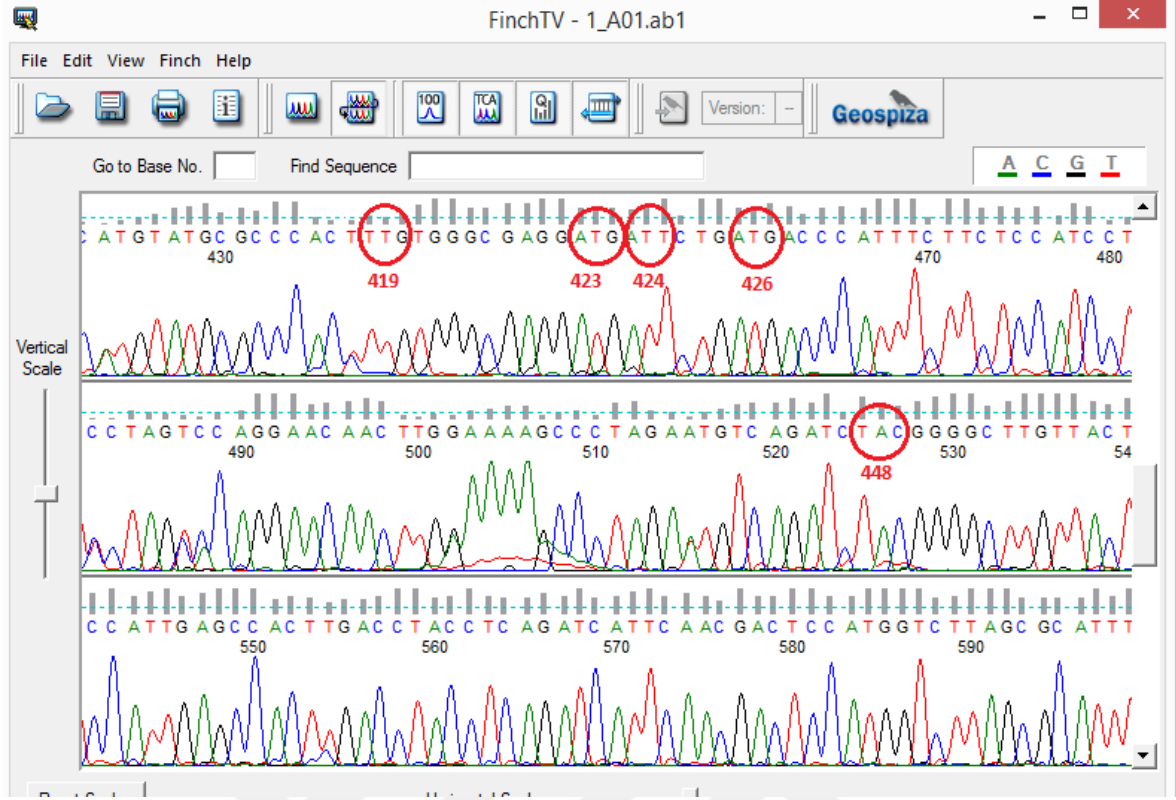 FinchTV - 1_A01.ab1
File Edit View Finch Help
100 TCA Q i Version: -- Geospiza
Go to Base No. Find Sequence A C G T
C A T G T A T G C G C C C A C T T T G T G G G C G A G G A T G A T T C T G A T G A C C C A T T T C T T C T C C A T C C T
430 470 480
419 423 424 426
Vertical
Scale
C C T A G T C C A G G A A C A A C T T G G A A A A G C C C T A G A A T G T C A G A T C T A C G G G G C T T G T T A C T
490 500 510 520 530 54
448
C C A T T G A G C C A C T T G A C C T A C C T C A G A T C A T T C A A C G A C T C C A T G G T C T T A G C G C A T T T
550 560 570 580 590